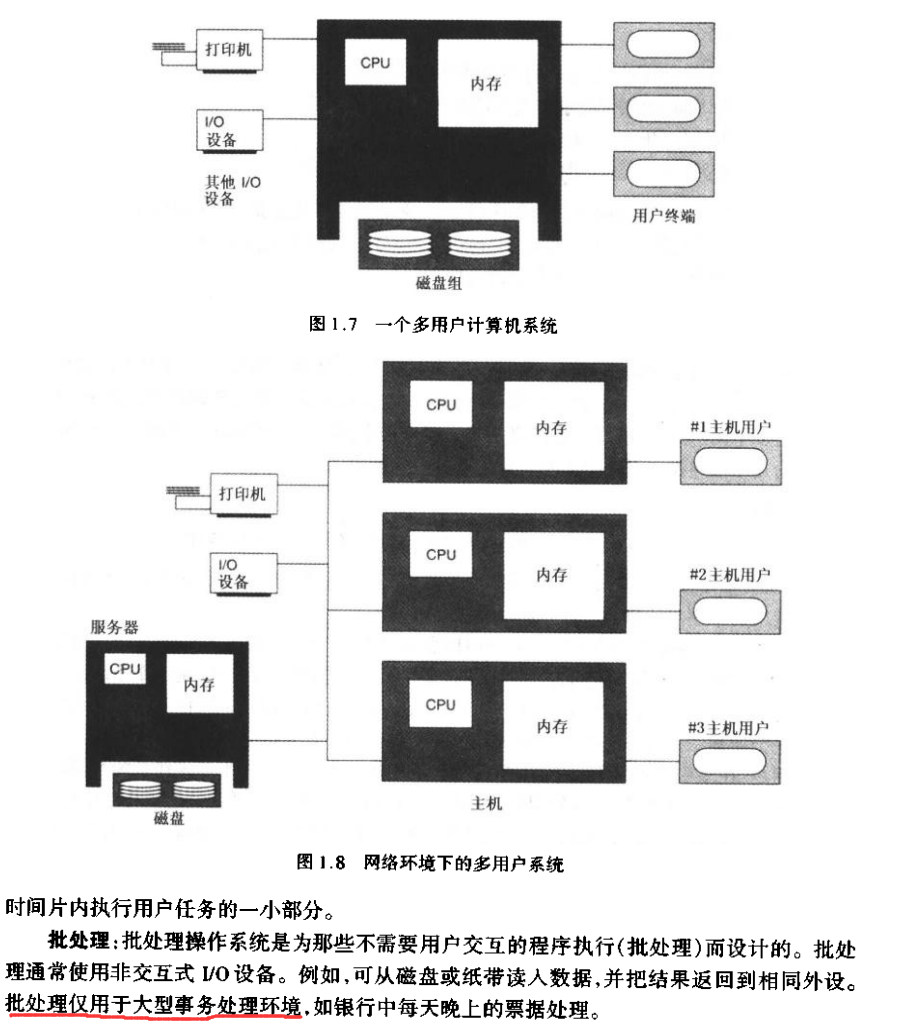 打印机
CPU
内存
I/O
设备
其他 I/O
设备
用户终端
磁盘组
图 1.7 一个多用户计算机系统
CPU
内存
#1主机用户
打印机
I/O
设备
CPU
内存
#2主机用户
服务器
CPU
内存
CPU
内存
#3主机用户
磁盘
主机
图 1.8 网络环境下的多用户系统
时间片内执行用户任务的一小部分。
批处理:批处理操作系统是为那些不需要用户交互的程序执行(批处理)而设计的。批处
理通常使用非交互式 I/O 设备。例如,可从磁盘或纸带读入数据,并把结果返回到相同外设。
批处理仅用于大型事务处理环境,如银行中每天晚上的票据处理。